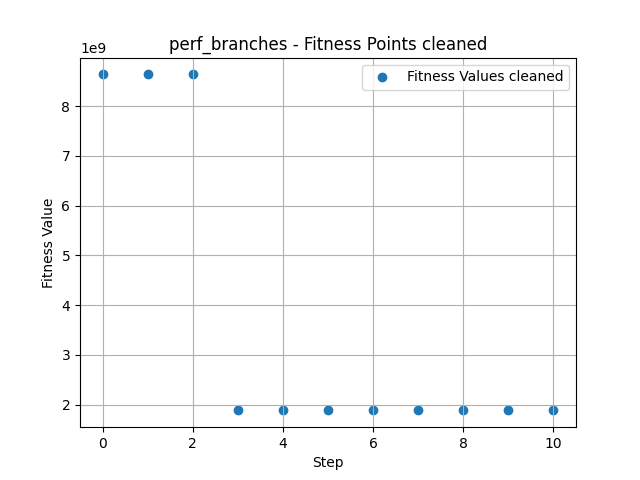 perf_branches - Fitness Points cleaned
1e9
Fitness Values cleaned
8
7
6
5
4
3
2
Fitness Value
0 2 4 6 8 10
Step